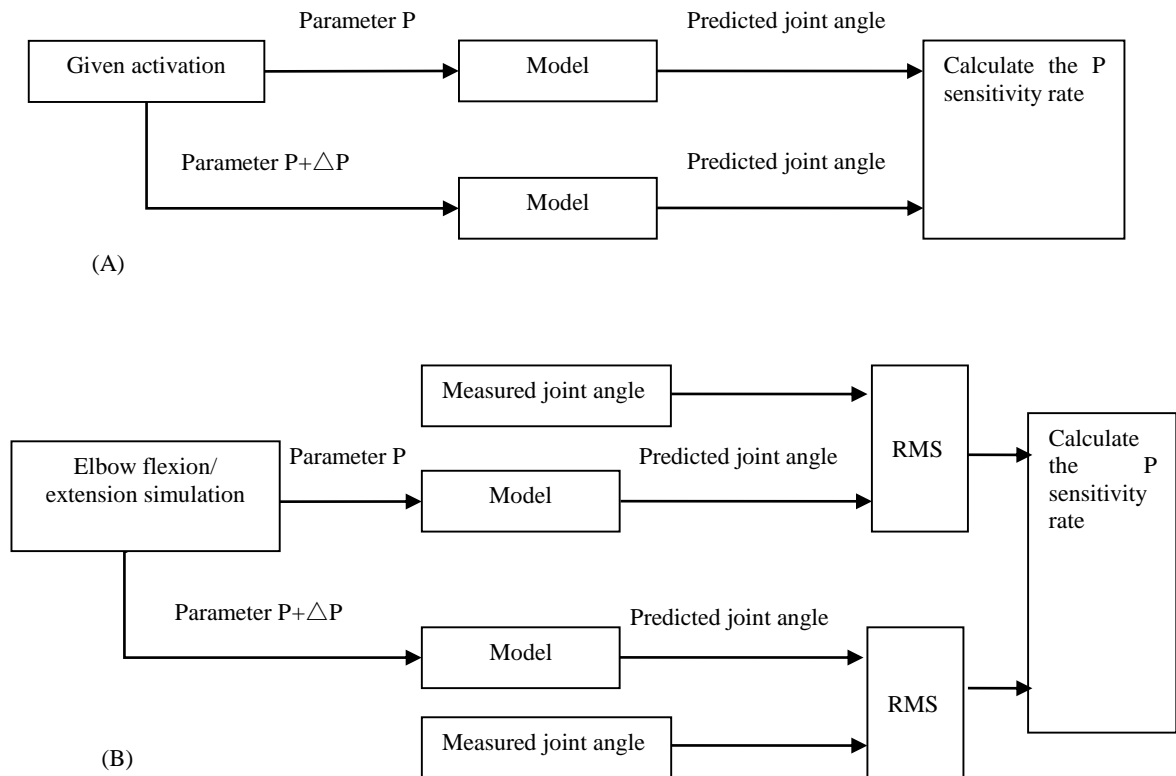 Parameter P
Predicted joint angle
Given activation
Model
Calculate the P
sensitivity rate
Parameter P+△P
Predicted joint angle
Model
(A)
Measured joint angle
RMS
Calculate
the P
sensitivity
rate
Elbow flexion/
extension simulation
Parameter P
Predicted joint angle
Model
Parameter P+△P
Predicted joint angle
Model
RMS
Measured joint angle
(B)